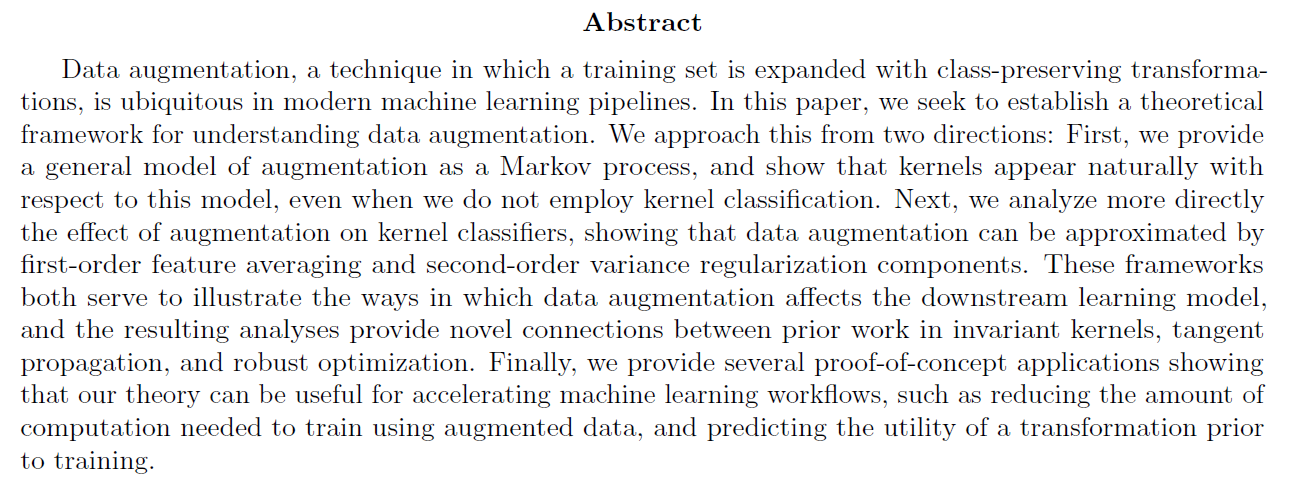 Abstract
Data augmentation, a technique in which a training set is expanded with class-preserving transforma-
tions, is ubiquitous in modern machine learning pipelines. In this paper, we seek to establish a theoretical
framework for understanding data augmentation. We approach this from two directions: First, we provide
a general model of augmentation as a Markov process, and show that kernels appear naturally with
respect to this model, even when we do not employ kernel classification. Next, we analyze more directly
the effect of augmentation on kernel classifiers, showing that data augmentation can be approximated by
first-order feature averaging and second-order variance regularization components. These frameworks
both serve to illustrate the ways in which data augmentation affects the downstream learning model,
and the resulting analyses provide novel connections between prior work in invariant kernels, tangent
propagation, and robust optimization. Finally, we provide several proof-of-concept applications showing
that our theory can be useful for accelerating machine learning workflows, such as reducing the amount of
computation needed to train using augmented data, and predicting the utility of a transformation prior
to training.